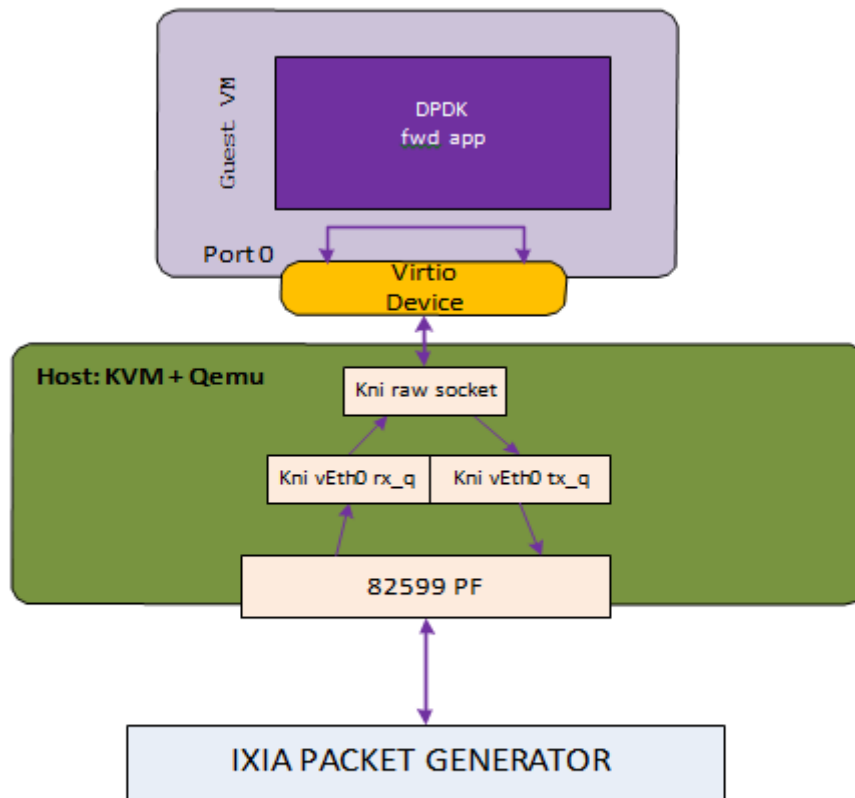 Guest VM
DPDK
fwd app
Port 0
Virtio
Device
Host: KVM + Qemu
Kni raw socket
Kni vEth0 rx_q
Kni vEth0 tx_q
82599 PF
IXIA PACKET GENERATOR